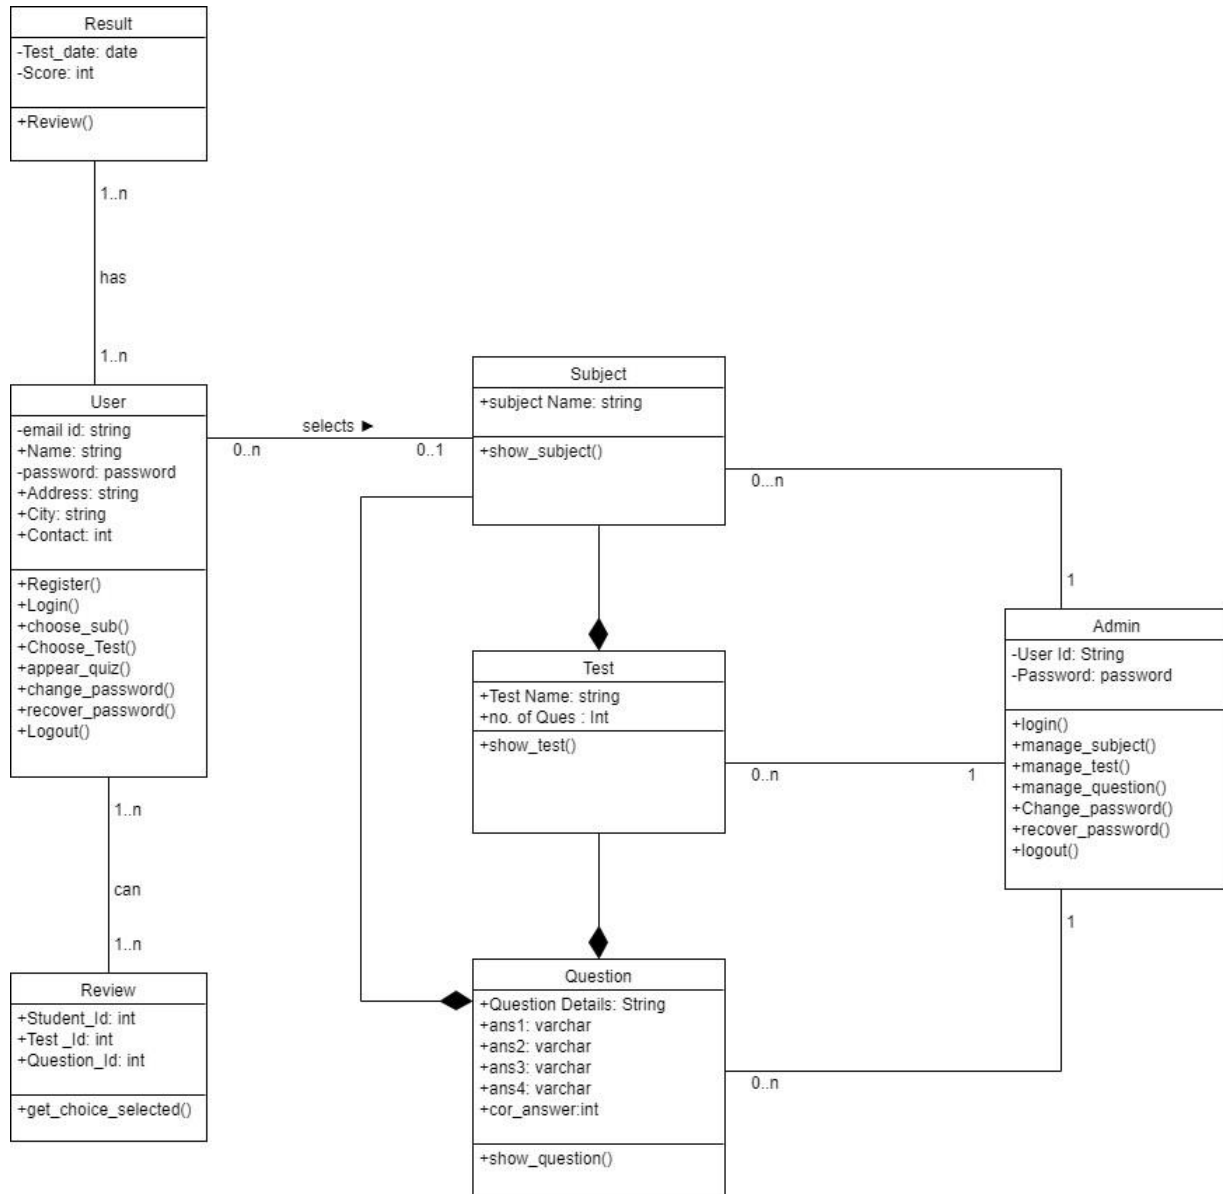 Result
-Test_date: date
-Score: int
+Review()
1..n
has
1..n
User
-email id: string
+Name: string
-password: password
+Address: string
+City: string
+Contact: int
+Register()
+Login()
+choose_sub()
+Choose_Test()
+appear_quiz()
+change_password()
+recover_password()
+Logout()
selects ►
0..n
0..1
Subject
+subject Name: string
+show_subject()
0...n
1
Test
+Test Name: string
+no. of Ques : Int
+show_test()
0..n
1
Admin
-User Id: String
-Password: password
+login()
+manage_subject()
+manage_test()
+manage_question()
+Change_password()
+recover_password()
+logout()
1
0..n
1..n
can
1..n
Review
+Student_Id: int
+Test _Id: int
+Question_Id: int
+get_choice_selected()
Question
+Question Details: String
+ans1: varchar
+ans2: varchar
+ans3: varchar
+ans4: varchar
+cor_answer:int
+show_question()